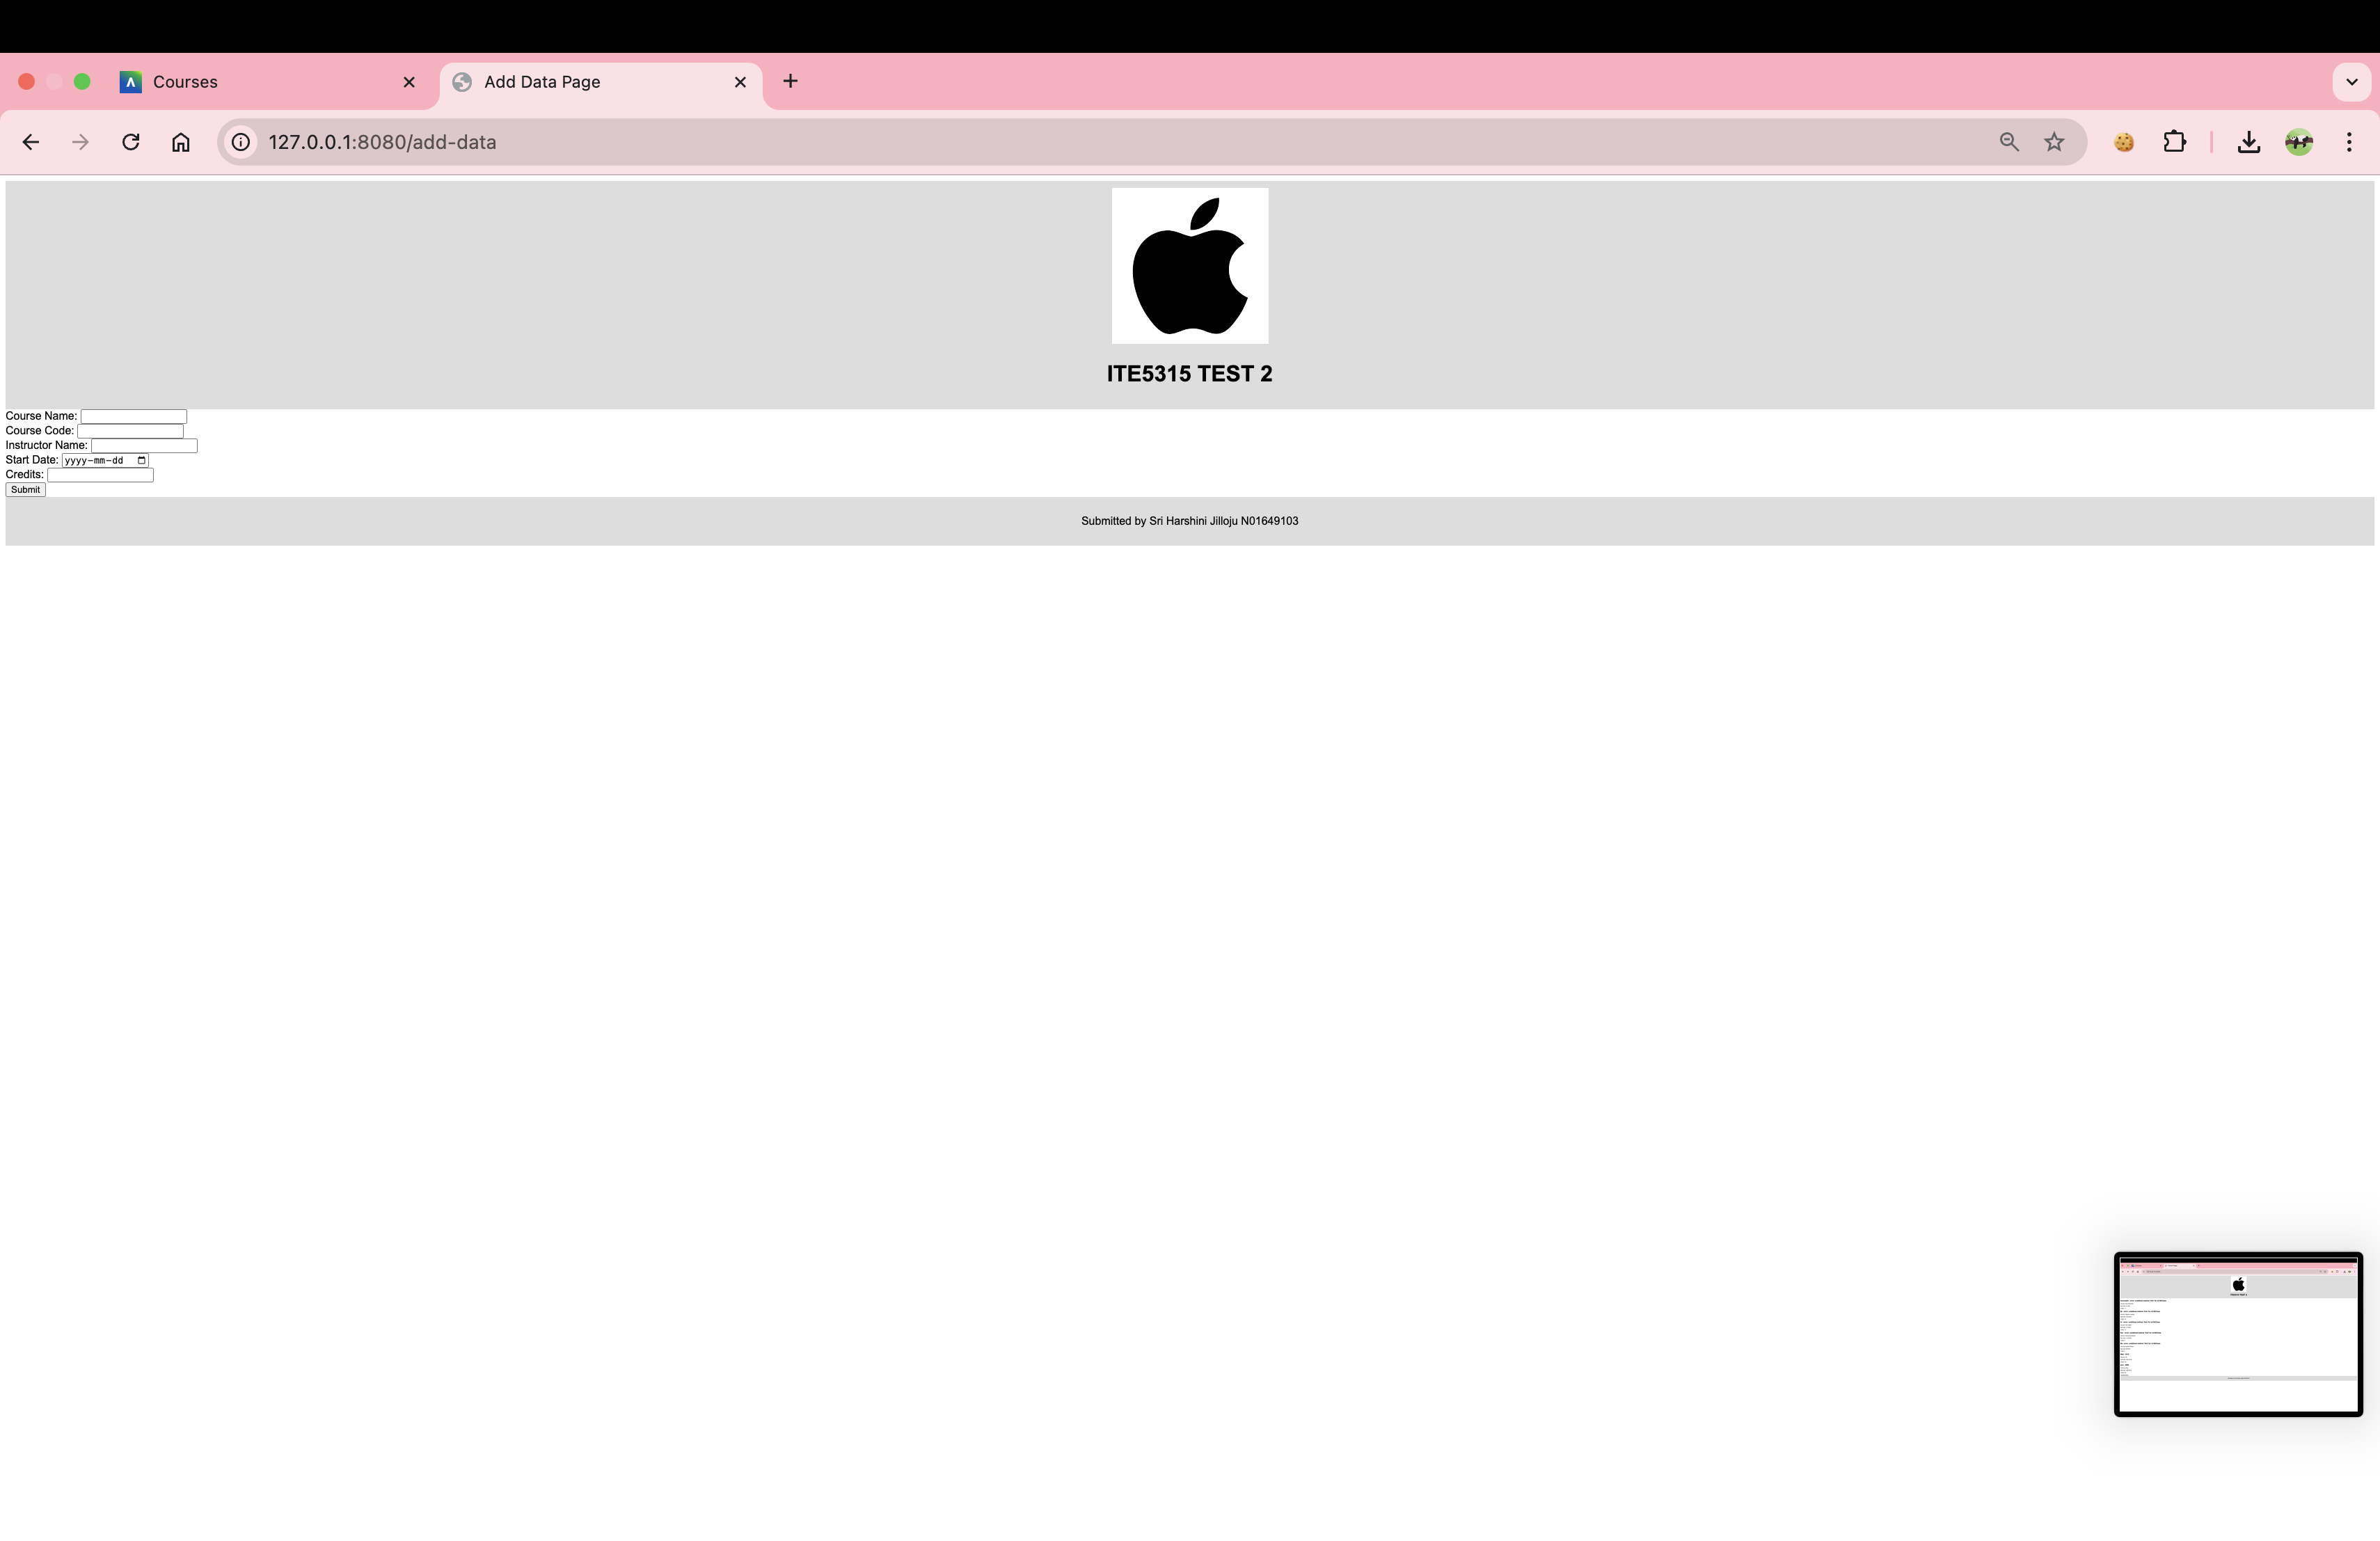 Courses
Add Data Page
127.0.0.1:8080/add-data
ITE5315 TEST 2
Course Name:
Course Code:
Instructor Name:
Start Date: yyyy-mm-dd
Credits:
Submit
Submitted by Sri Harshini Jilloju N01649103